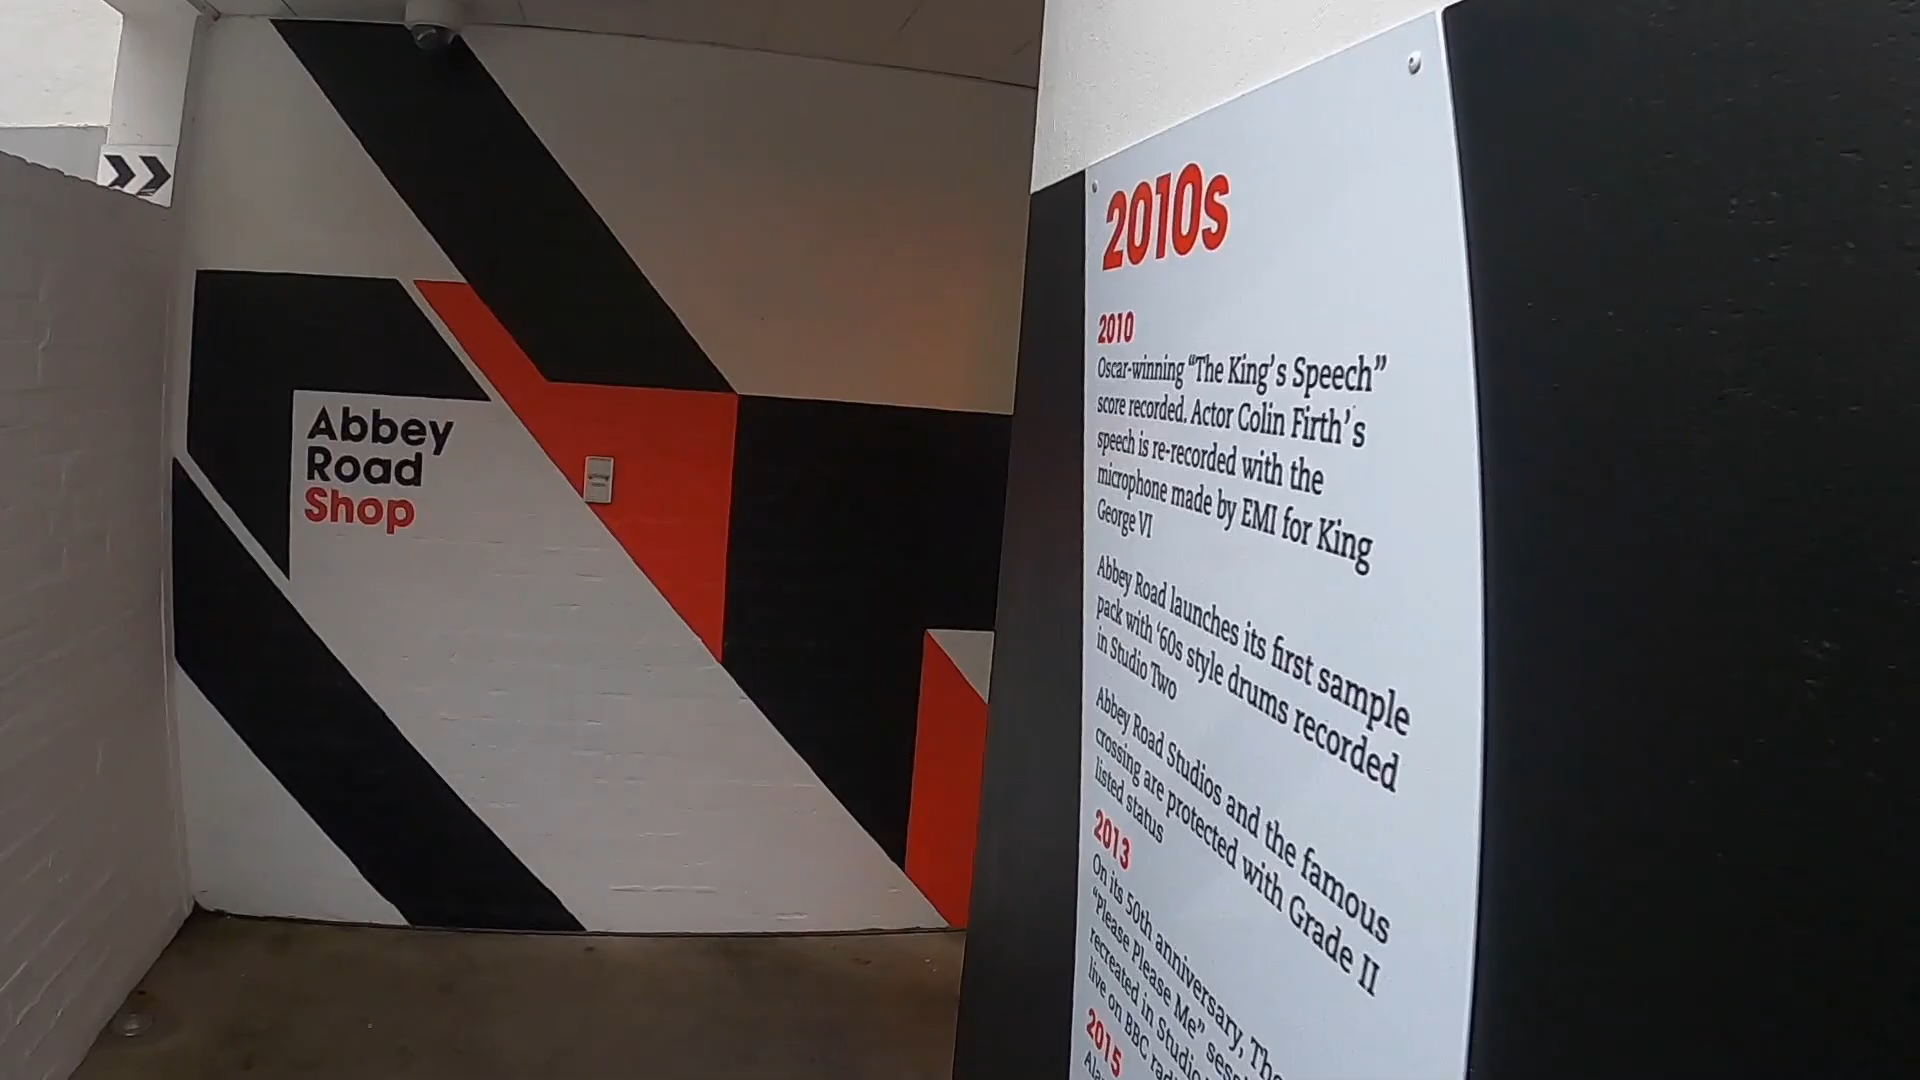 Abbey
Road
Shop
2010s
2010
Oscar-winning “The King’s Speech”
score recorded. Actor Colin Firth’s
speech is re-recorded with the
microphone made by EMI for King
George VI
Abbey Road launches its first sample
pack with ‘60s style drums recorded
in Studio Two
Abbey Road Studios and the famous
crossing are protected with Grade II
listed status
2013
On its 50th anniversary, The
“Please Please Me”
recreated in Studio
live on BBC
2015